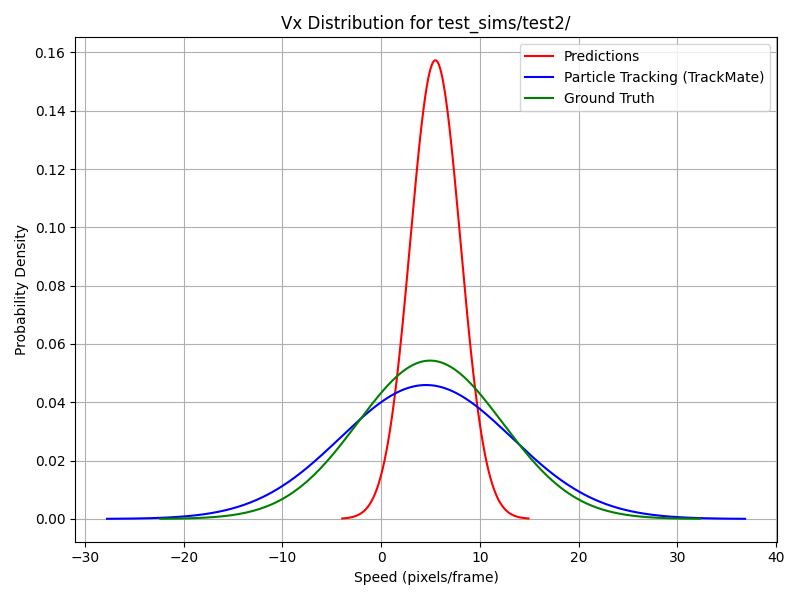 Vx Distribution for test_sims/test2/
Predictions
Particle Tracking (TrackMate)
Ground Truth
Probability Density
0.16
0.14
0.12
0.10
0.08
0.06
0.04
0.02
0.00
−30 −20 −10 0 10 20 30 40
Speed (pixels/frame)